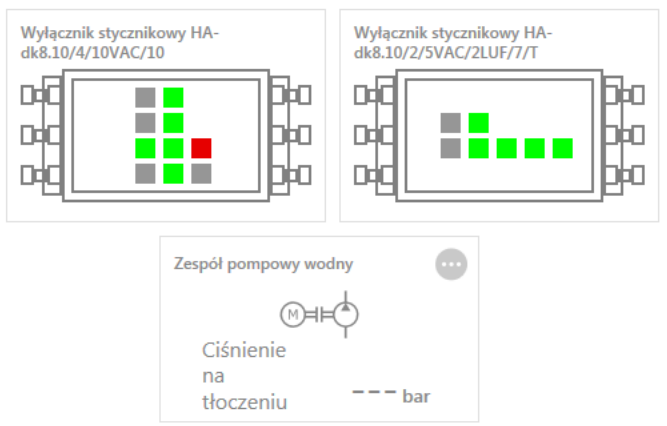 Wyłącznik stycznikowy HA-
dk8.10/4/10VAC/10
Wyłącznik stycznikowy HA-
dk8.10/2/5VAC/2LUF/7/T
Zespół pompowy wodny
M
Ciśnienie
na
tłoczeniu
--- bar